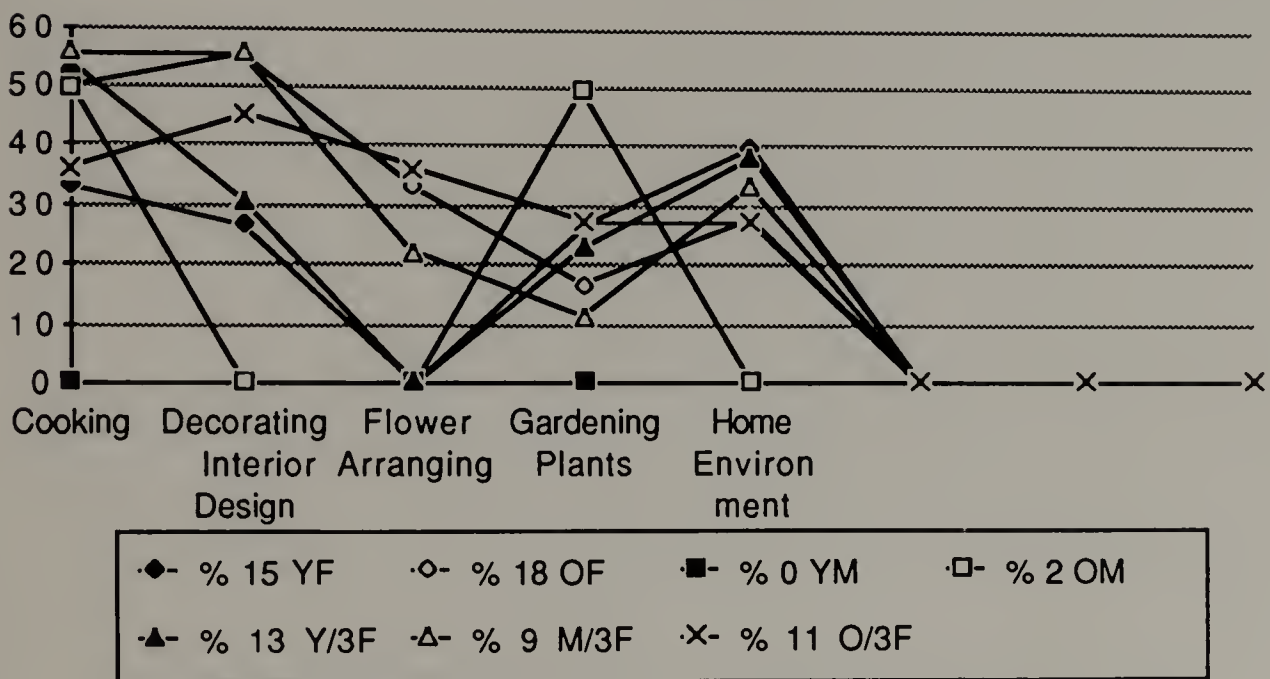 60
50
40
30
20
10
0
Cooking Decorating Flower Gardening Home
Interior Arranging Plants Environ
Design ment
% 15 YF % 18 OF % 0 YM % 2 OM
% 13 Y/3F % 9 M/3F % 11 O/3F